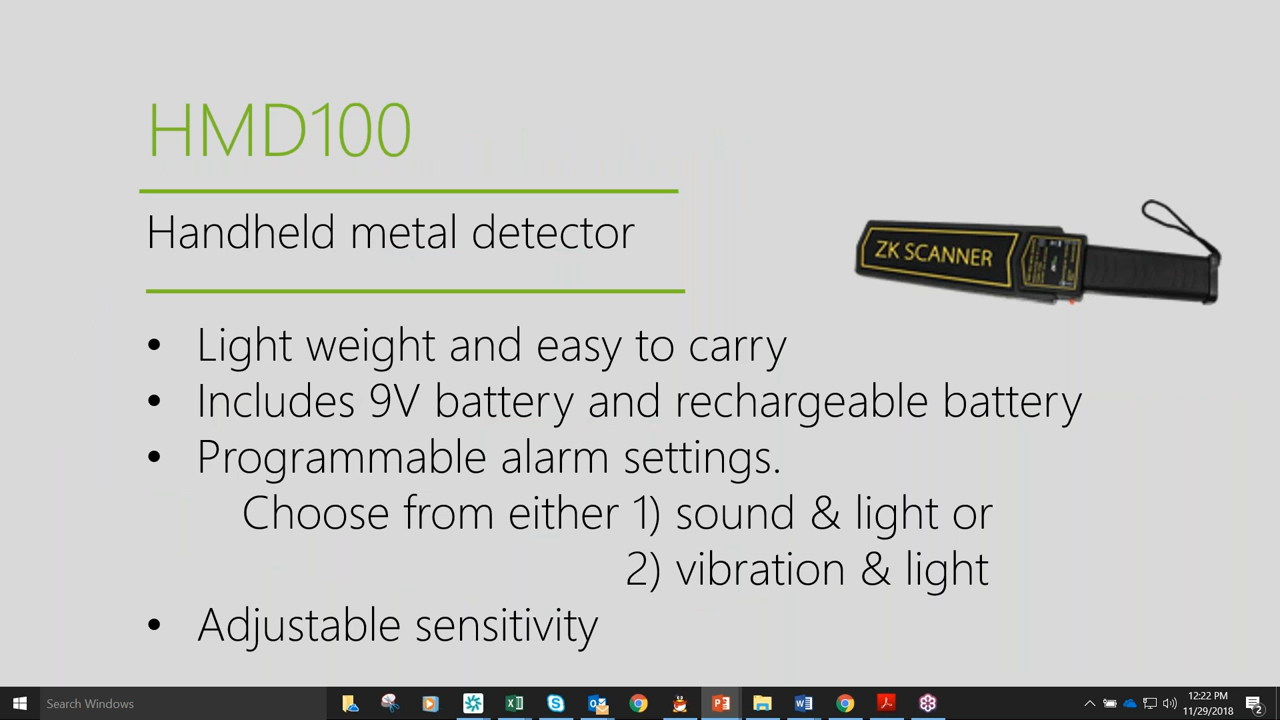 HMD100
Handheld metal detector
ZK SCANNER
• Light weight and easy to carry
• Includes 9V battery and rechargeable battery
• Programmable alarm settings.
Choose from either 1) sound & light or
2) vibration & light
• Adjustable sensitivity
Search Windows
12:22 PM
11/29/2018
2